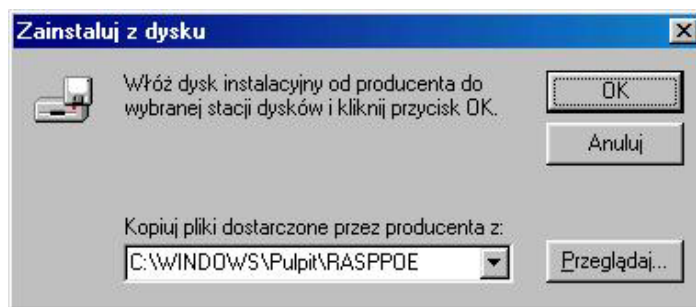 Zainstaluj z dysku
Włóż dysk instalacyjny od producenta do
wybranej stacji dysków i kliknij przycisk OK.
OK
Anuluj
Kopiuj pliki dostarczone przez producenta z:
C:\WINDOWS\Pulpit\RASPPOE
Przeglądaj...